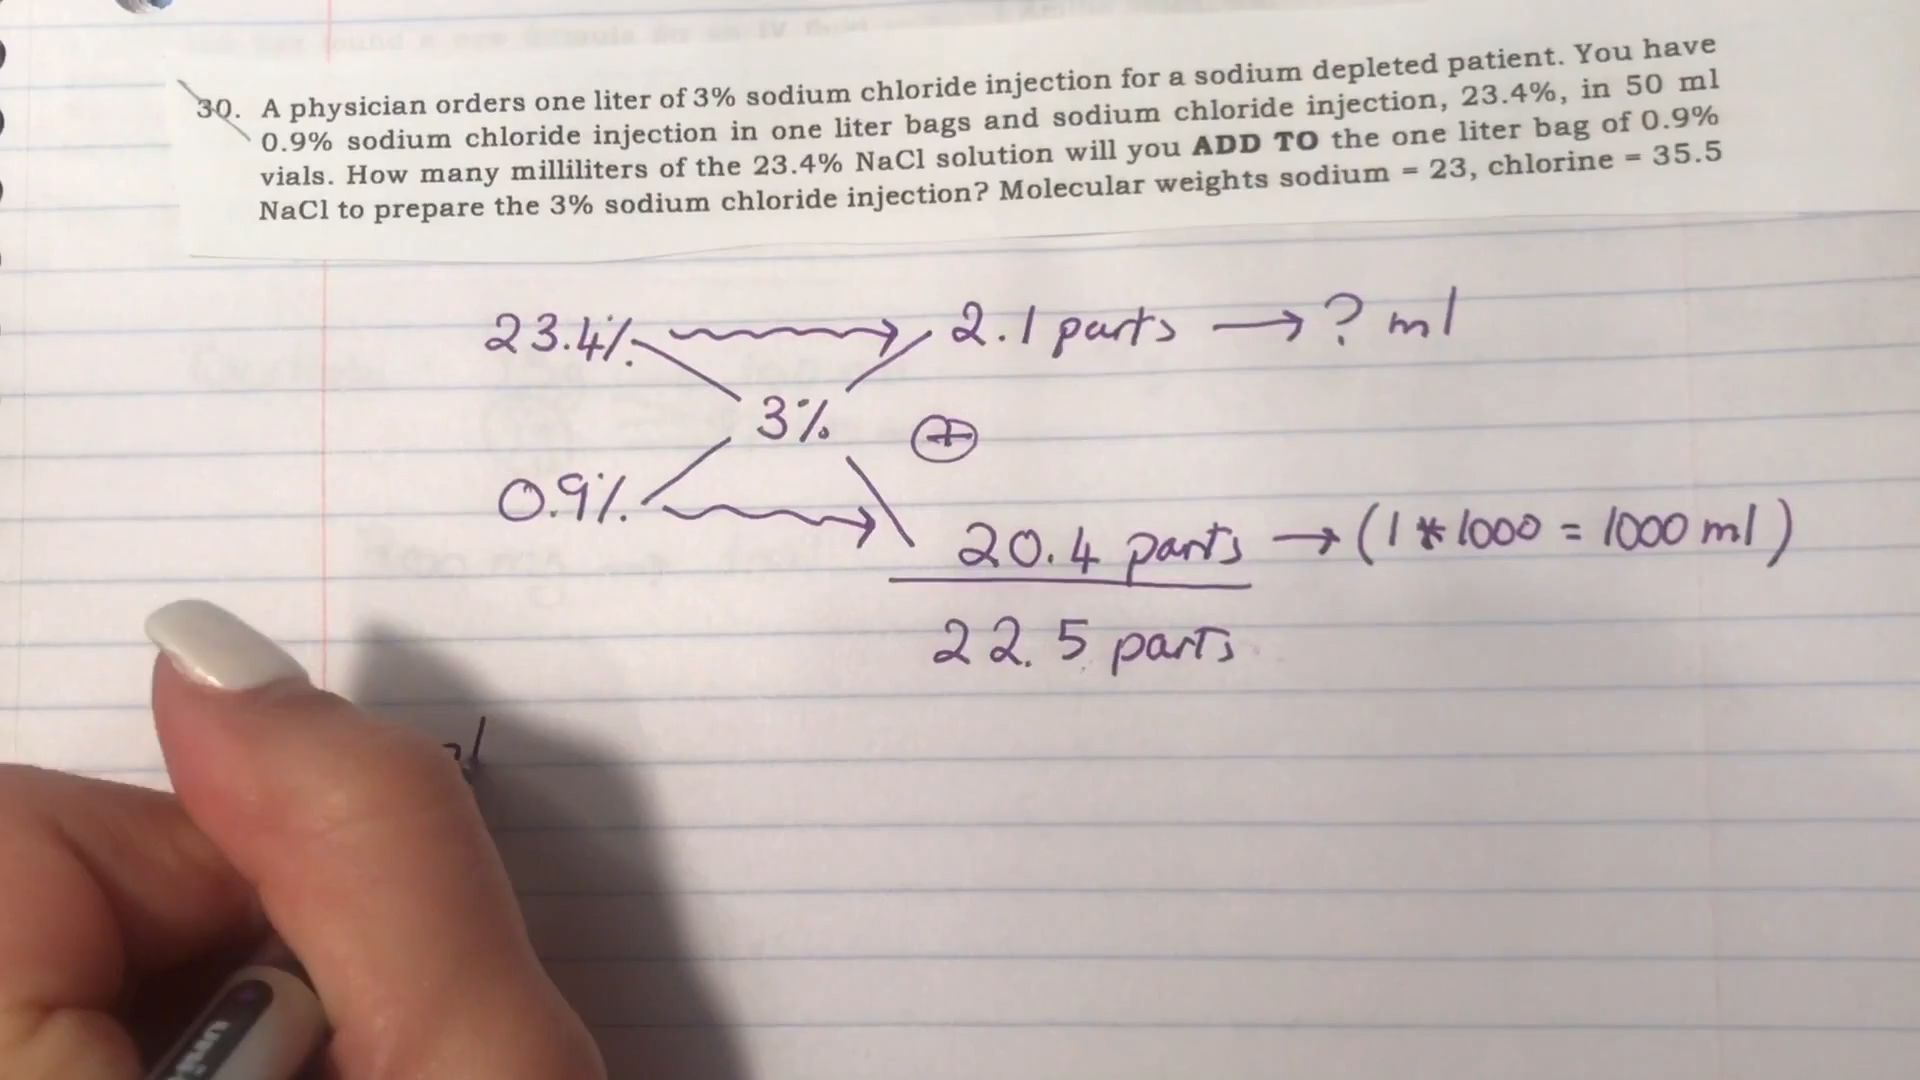 30. A physician orders one liter of 3% sodium chloride injection for a sodium depleted patient. You have
0.9% sodium chloride injection in one liter bags and sodium chloride injection, 23.4%, in 50 ml
vials. How many milliliters of the 23.4% NaCl solution will you ADD TO the one liter bag of 0.9%
NaCl to prepare the 3% sodium chloride injection? Molecular weights sodium = 23, chlorine = 35.5
23.4% → 2.1 parts → ? ml
3%
+
0.9% → 20.4 parts → (1 * 1000 = 1000 ml)
22.5 parts
uni